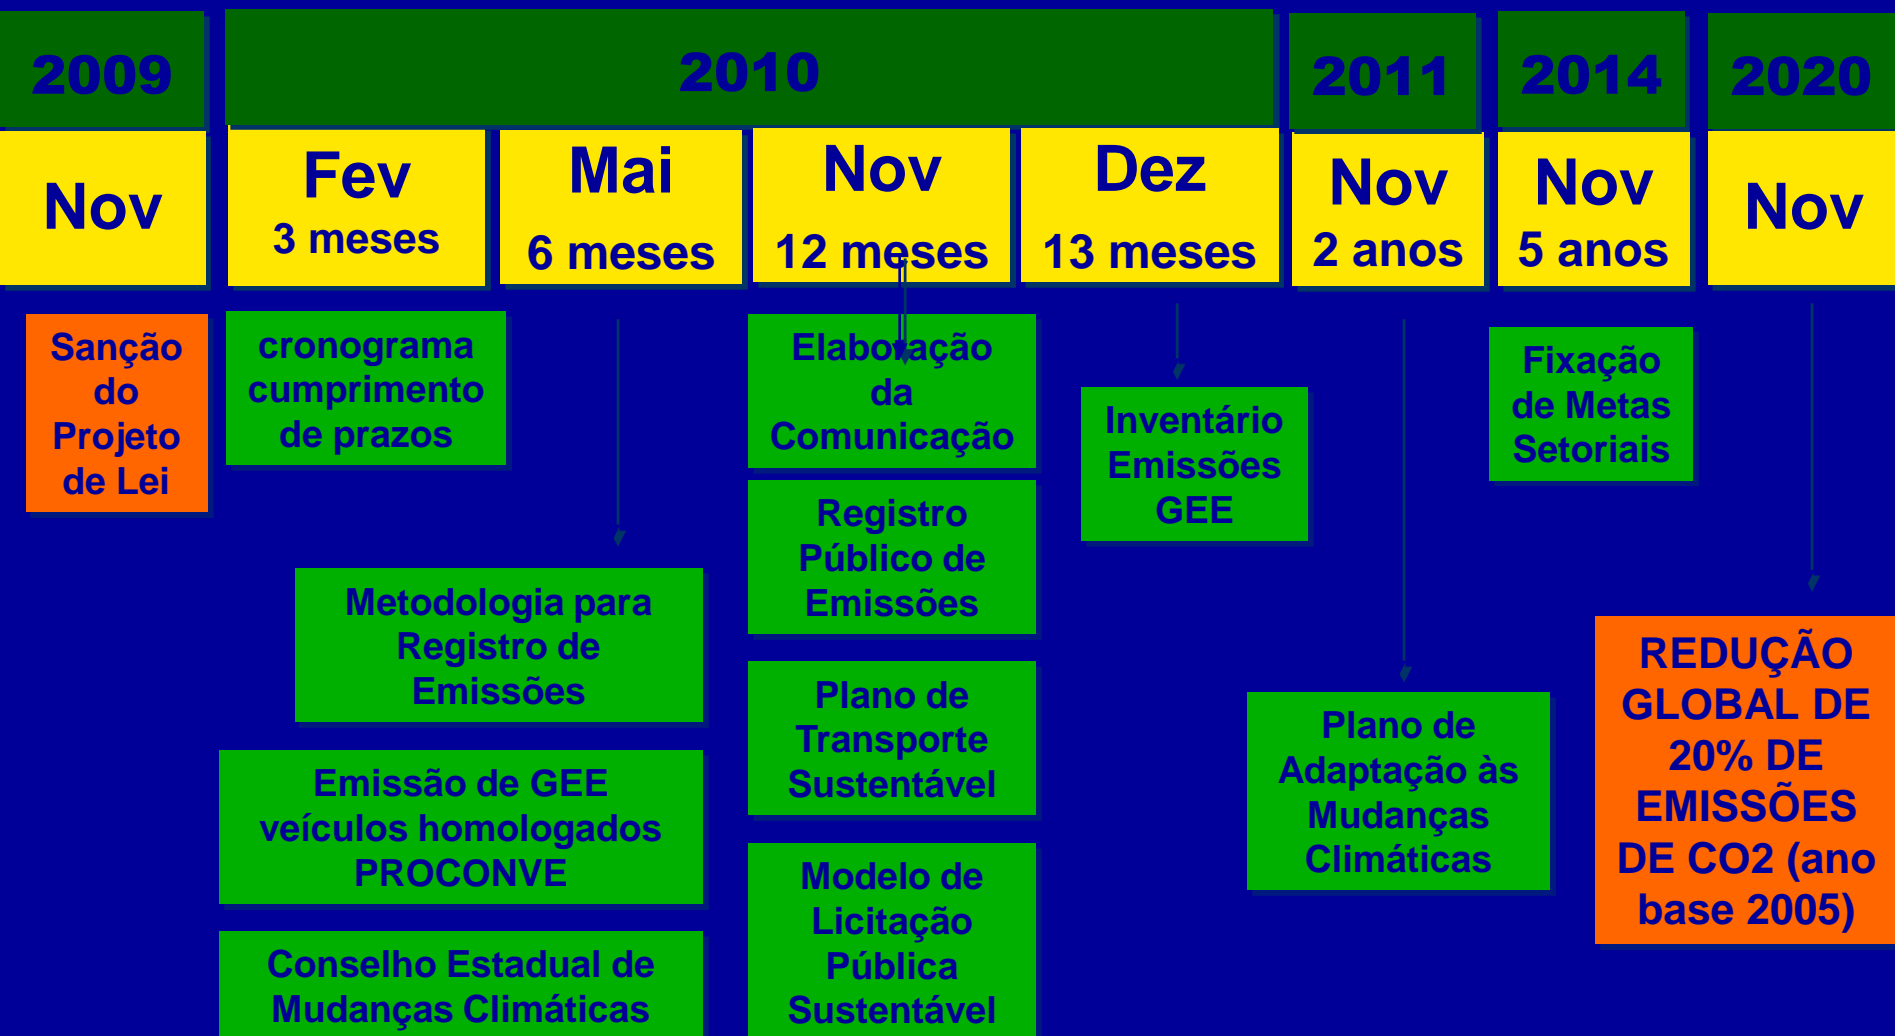 2009
2010
2011
2014
2020
Nov
Fev
3 meses
Mai
6 meses
Nov
12 meses
Dez
13 meses
Nov
2 anos
Nov
5 anos
Nov
Sanção
do
Projeto
de Lei
cronograma
cumprimento
de prazos
Metodologia para
Registro de
Emissões
Emissão de GEE
veículos homologados
PROCONVE
Conselho Estadual de
Mudanças Climáticas
Elaboração
da
Comunicação
Registro
Público de
Emissões
Plano de
Transporte
Sustentável
Modelo de
Licitação
Pública
Sustentável
Inventário
Emissões
GEE
Plano de
Adaptação às
Mudanças
Climáticas
Fixação
de Metas
Setoriais
REDUÇÃO
GLOBAL DE
20% DE
EMISSÕES
DE CO2 (ano
base 2005)